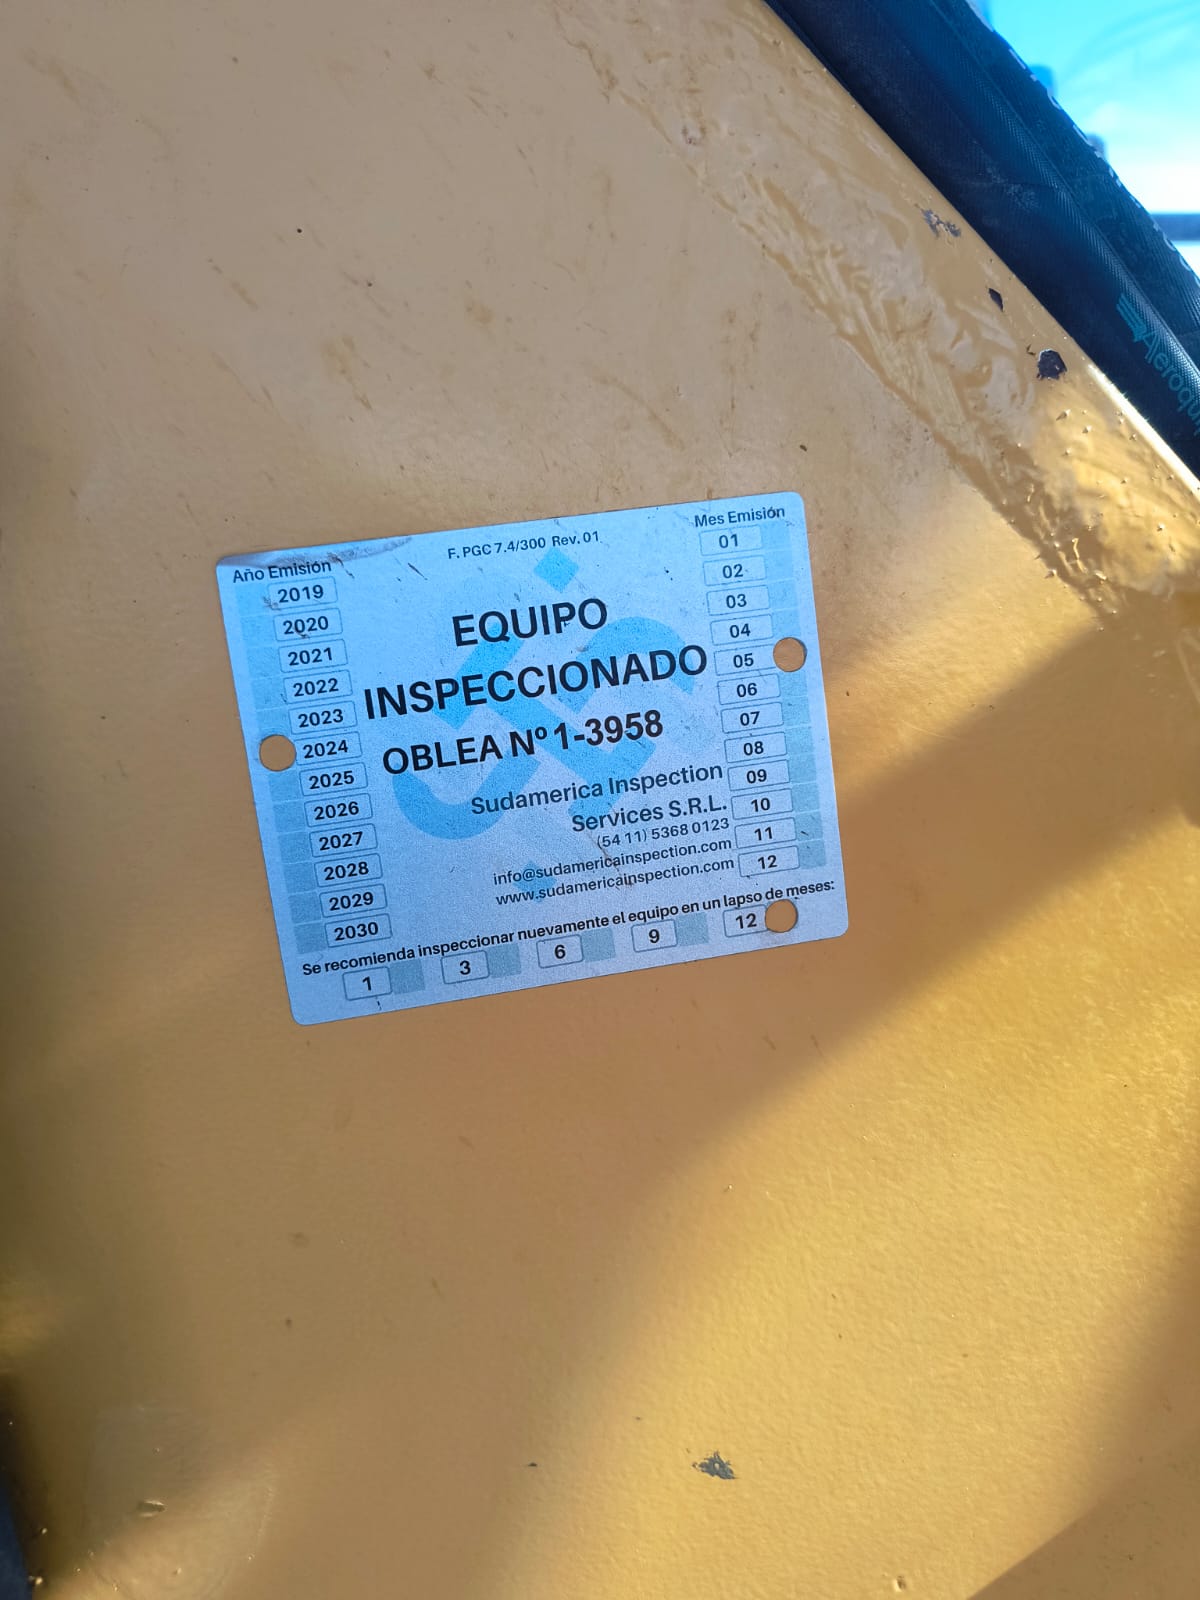 F. PGC 7.4/300 Rev. 01
Año Emisión
2019
2020
2021
2022
2023
2024
2025
2026
2027
2028
2029
2030
EQUIPO
INSPECCIONADO
OBLEA Nº 1-3958
Sudamerica Inspection
Services S.R.L.
(54 11) 5368 0123
info@sudamericainspection.com
www.sudamericainspection.com
Mes Emisión
01
02
03
04
05
06
07
08
09
10
11
12
Se recomienda inspeccionar nuevamente el equipo en un lapso de meses:
1 3 6 9 12